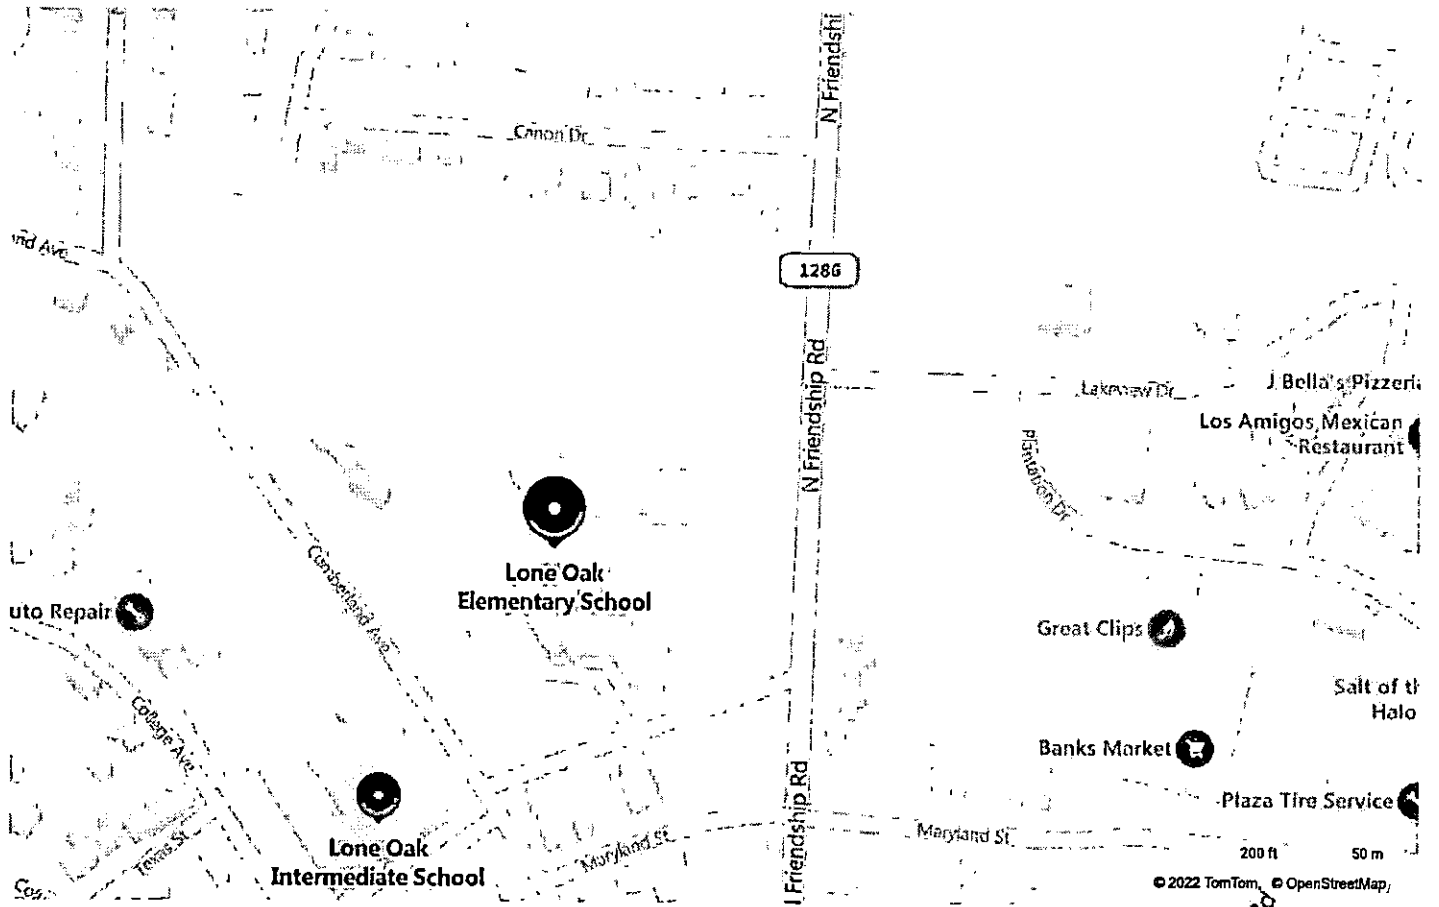 N Friendshi
Canon Dr
nd Ave
1286
N Friendship Rd
Lakeview Dr
J Bella's Pizzeria
Los Amigos Mexican
Restaurant
Plantation Dr
Lone Oak
Elementary School
Cumberland Ave
uto Repair
Great Clips
Salt of th
Halo
College Ave
Banks Market
Plaza Tire Service
N Friendship Rd
Maryland St
Maryland St
Texas St
Lone Oak
Intermediate School
200 ft 50 m
© 2022 TomTom, © OpenStreetMap